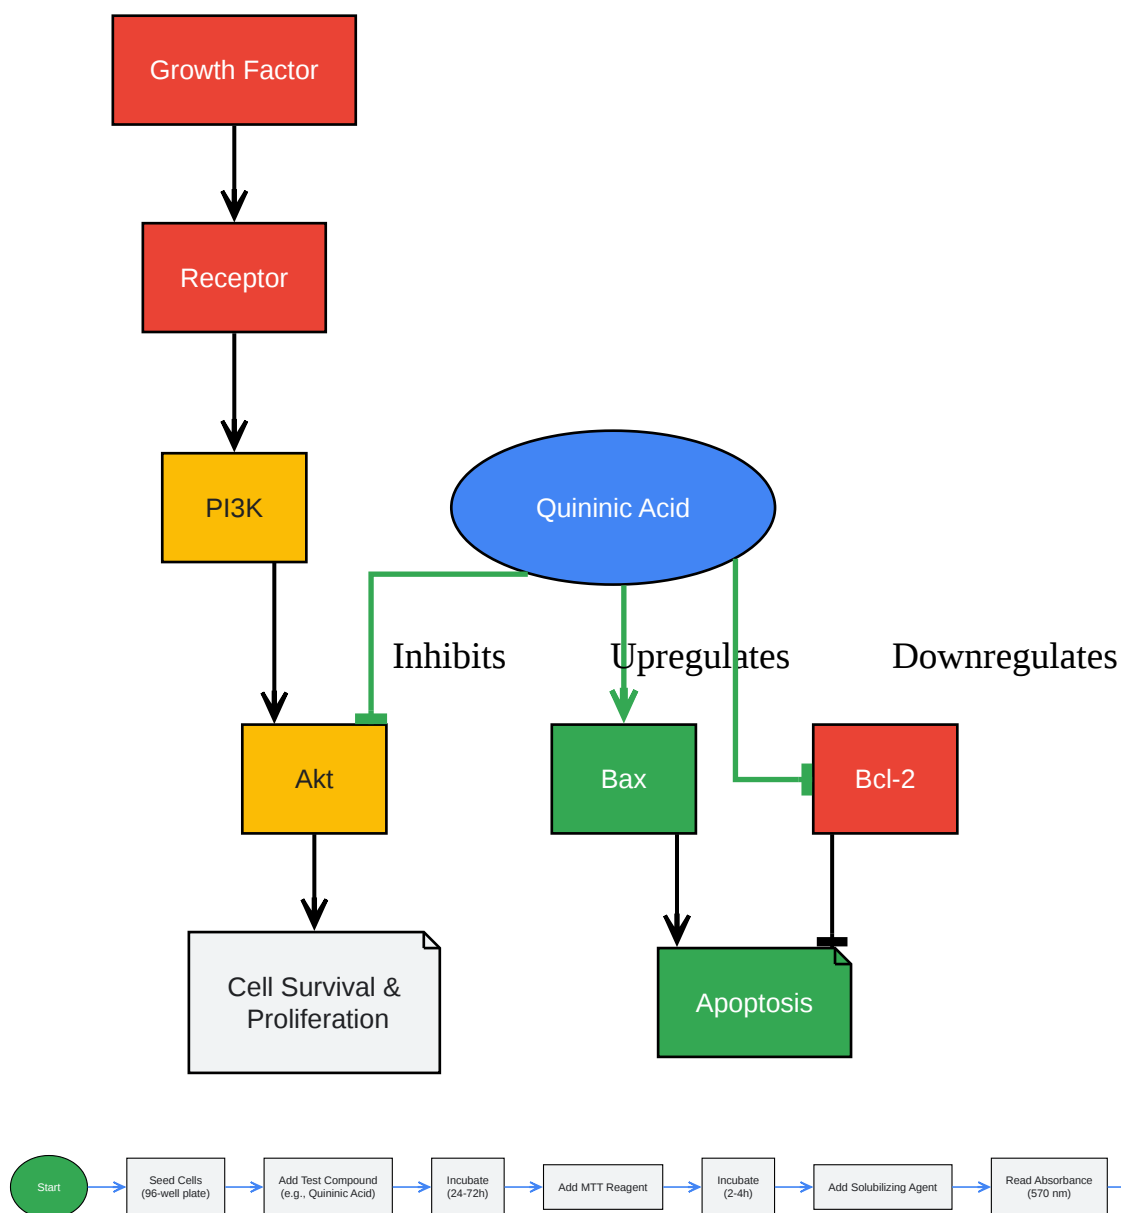 Growth Factor
Receptor
PI3K
Quininic Acid
Inhibits
Upregulates
Downregulates
Akt
Bax
Bcl-2
Cell Survival &
Proliferation
Apoptosis
Start
Seed Cells
(96-well plate)
Add Test Compound
(e.g., Quininic Acid)
Incubate
(24-72h)
Add MTT Reagent
Incubate
(2-4h)
Add Solubilizing Agent
Read Absorbance
(570 nm)